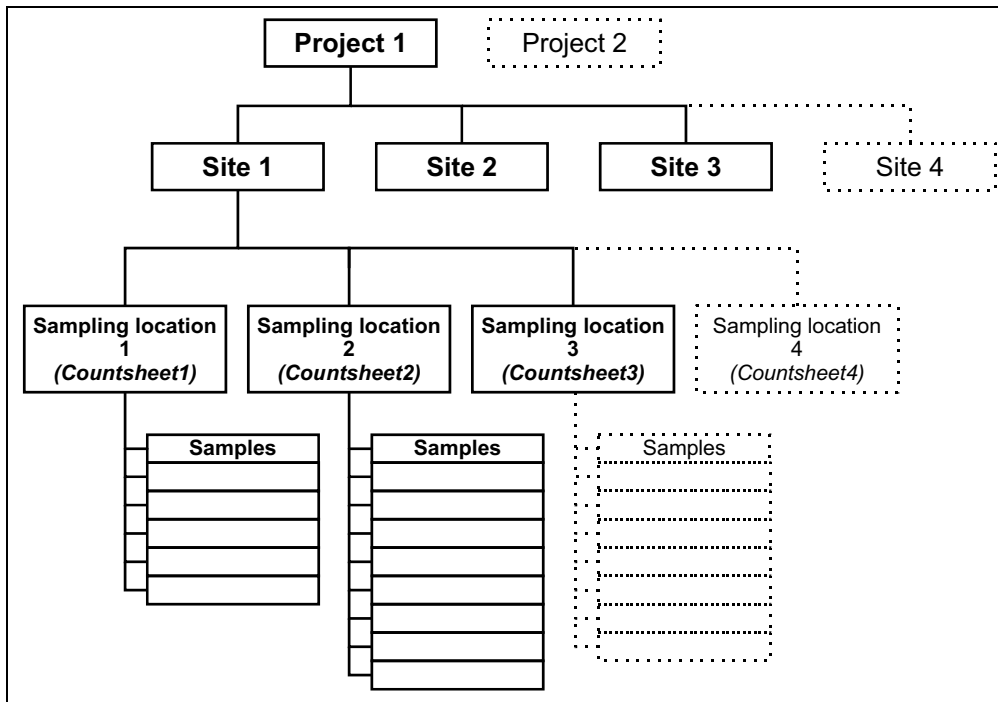 Project 1
Project 2
Site 1
Site 2
Site 3
Site 4
Sampling location
1
(Countsheet1)
Sampling location
2
(Countsheet2)
Sampling location
3
(Countsheet3)
Sampling location
4
(Countsheet4)
Samples
Samples
Samples